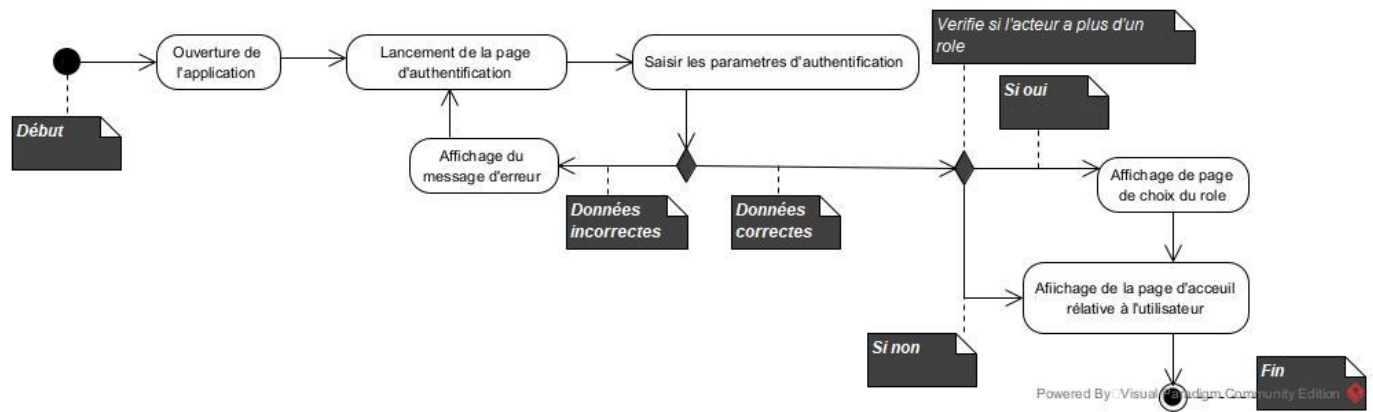 Verifie si l'acteur a plus d'un
role
Ouverture de
l'application
Lancement de la page
d'authentification
Saisir les parametres d'authentification
Si oui
Début
Affichage du
message d'erreur
Affichage de page
de choix du role
Données
incorrectes
Données
correctes
Afiichage de la page d'acceuil
rélative à l'utilisateur
Si non
Fin
Powered By Visual Paradigm Community Edition